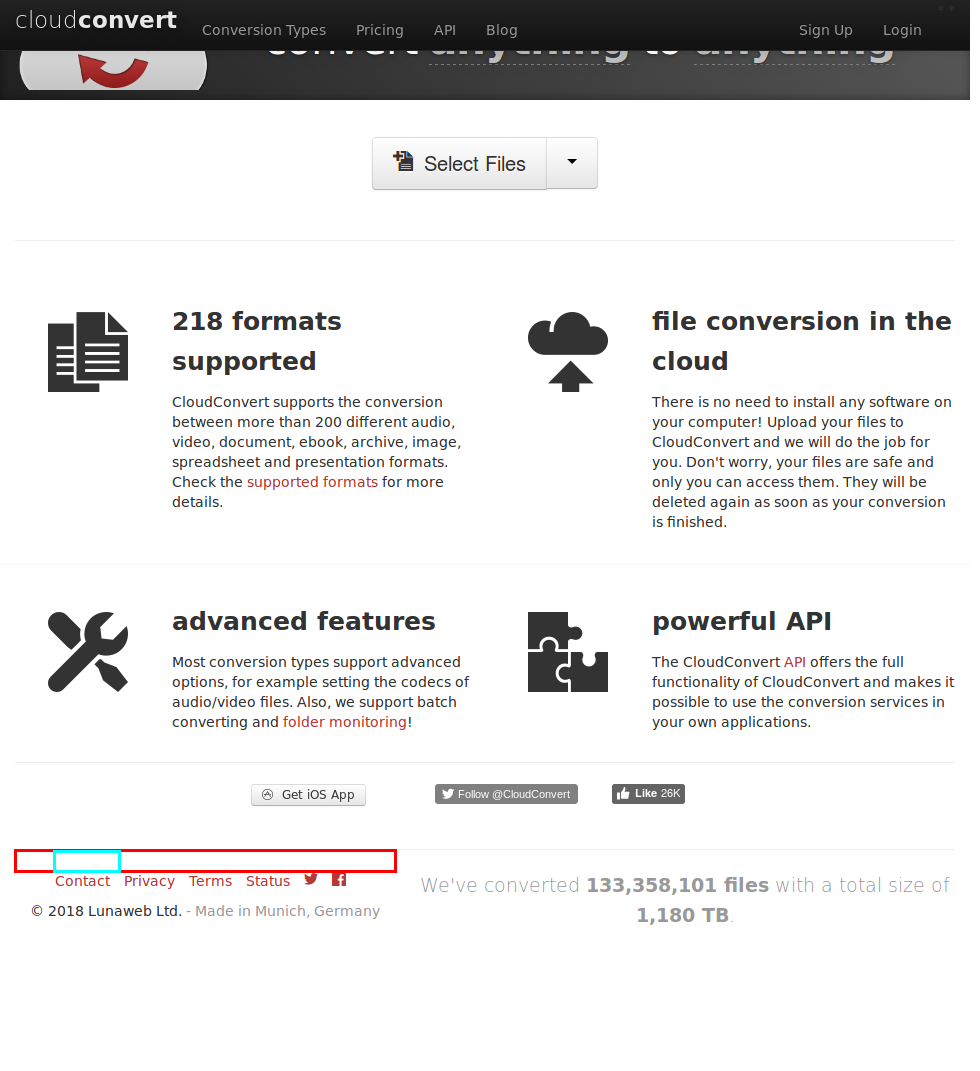 cloudconvert
Conversion Types Pricing API Blog Sign Up Login
convert anything to anything
Select Files
218 formats
supported
CloudConvert supports the conversion
between more than 200 different audio,
video, document, ebook, archive, image,
spreadsheet and presentation formats.
Check the supported formats for more
details.
file conversion in the
cloud
There is no need to install any software on
your computer! Upload your files to
CloudConvert and we will do the job for
you. Don't worry, your files are safe and
only you can access them. They will be
deleted again as soon as your conversion
is finished.
advanced features
Most conversion types support advanced
options, for example setting the codecs of
audio/video files. Also, we support batch
converting and folder monitoring!
powerful API
The CloudConvert API offers the full
functionality of CloudConvert and makes it
possible to use the conversion services in
your own applications.
Get iOS App
Follow @CloudConvert
Like 26K
Contact Privacy Terms Status
© 2018 Lunaweb Ltd. - Made in Munich, Germany
We've converted 133,358,101 files with a total size of
1,180 TB.